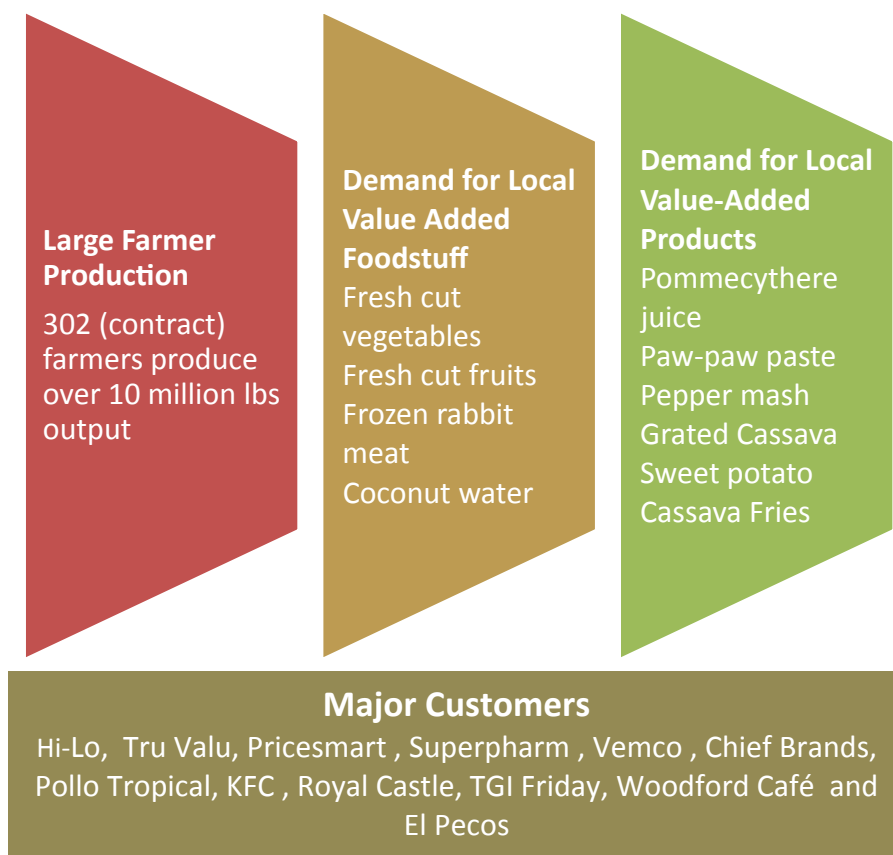 Large Farmer
Production
302 (contract)
farmers produce
over 10 million lbs
output
Demand for Local
Value Added
Foodstuff
Fresh cut
vegetables
Fresh cut fruits
Frozen rabbit
meat
Coconut water
Demand for Local
Value-Added
Products
Pommecythere
juice
Paw-paw paste
Pepper mash
Grated Cassava
Sweet potato
Cassava Fries
Major Customers
Hi-Lo, Tru Valu, Pricesmart , Superpharm , Vemco , Chief Brands,
Pollo Tropical, KFC , Royal Castle, TGI Friday, Woodford Café and
El Pecos